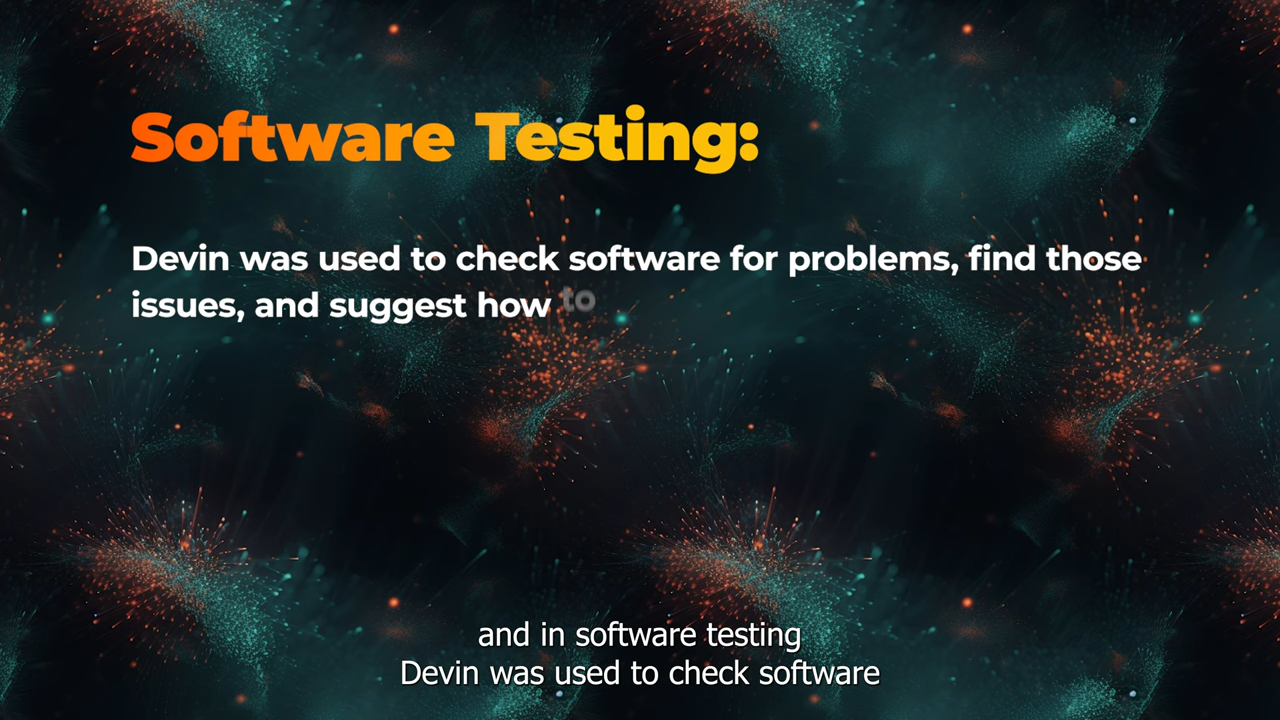 Software Testing:
Devin was used to check software for problems, find those
issues, and suggest how to
and in software testing
Devin was used to check software